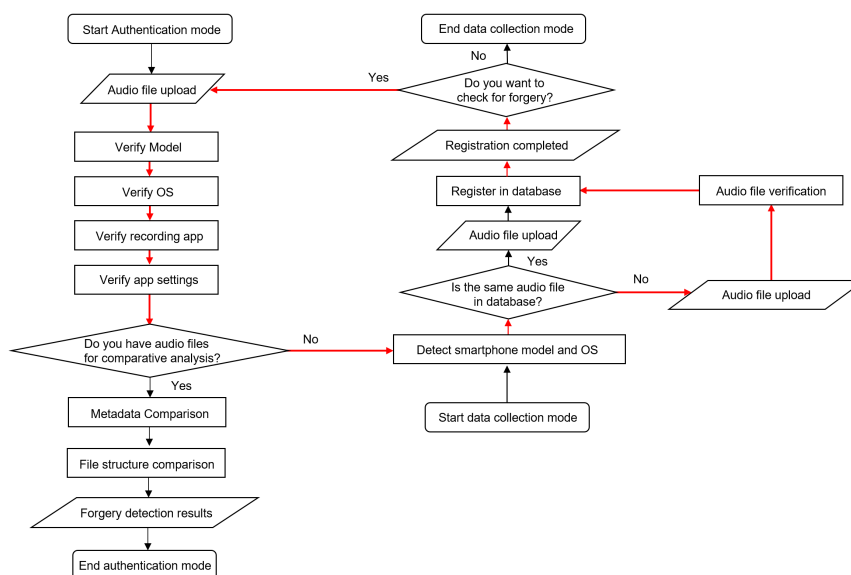 Start Authentication mode
Audio file upload
Verify Model
Verify OS
Verify recording app
Verify app settings
Do you have audio files
for comparative analysis?
No
Yes
Metadata Comparison
File structure comparison
Forgery detection results
End authentication mode
End data collection mode
No
Yes
Do you want to
check for forgery?
Registration completed
Register in database
Audio file verification
Audio file upload
Yes
No
Is the same audio file
in database?
Audio file upload
Detect smartphone model and OS
Start data collection mode